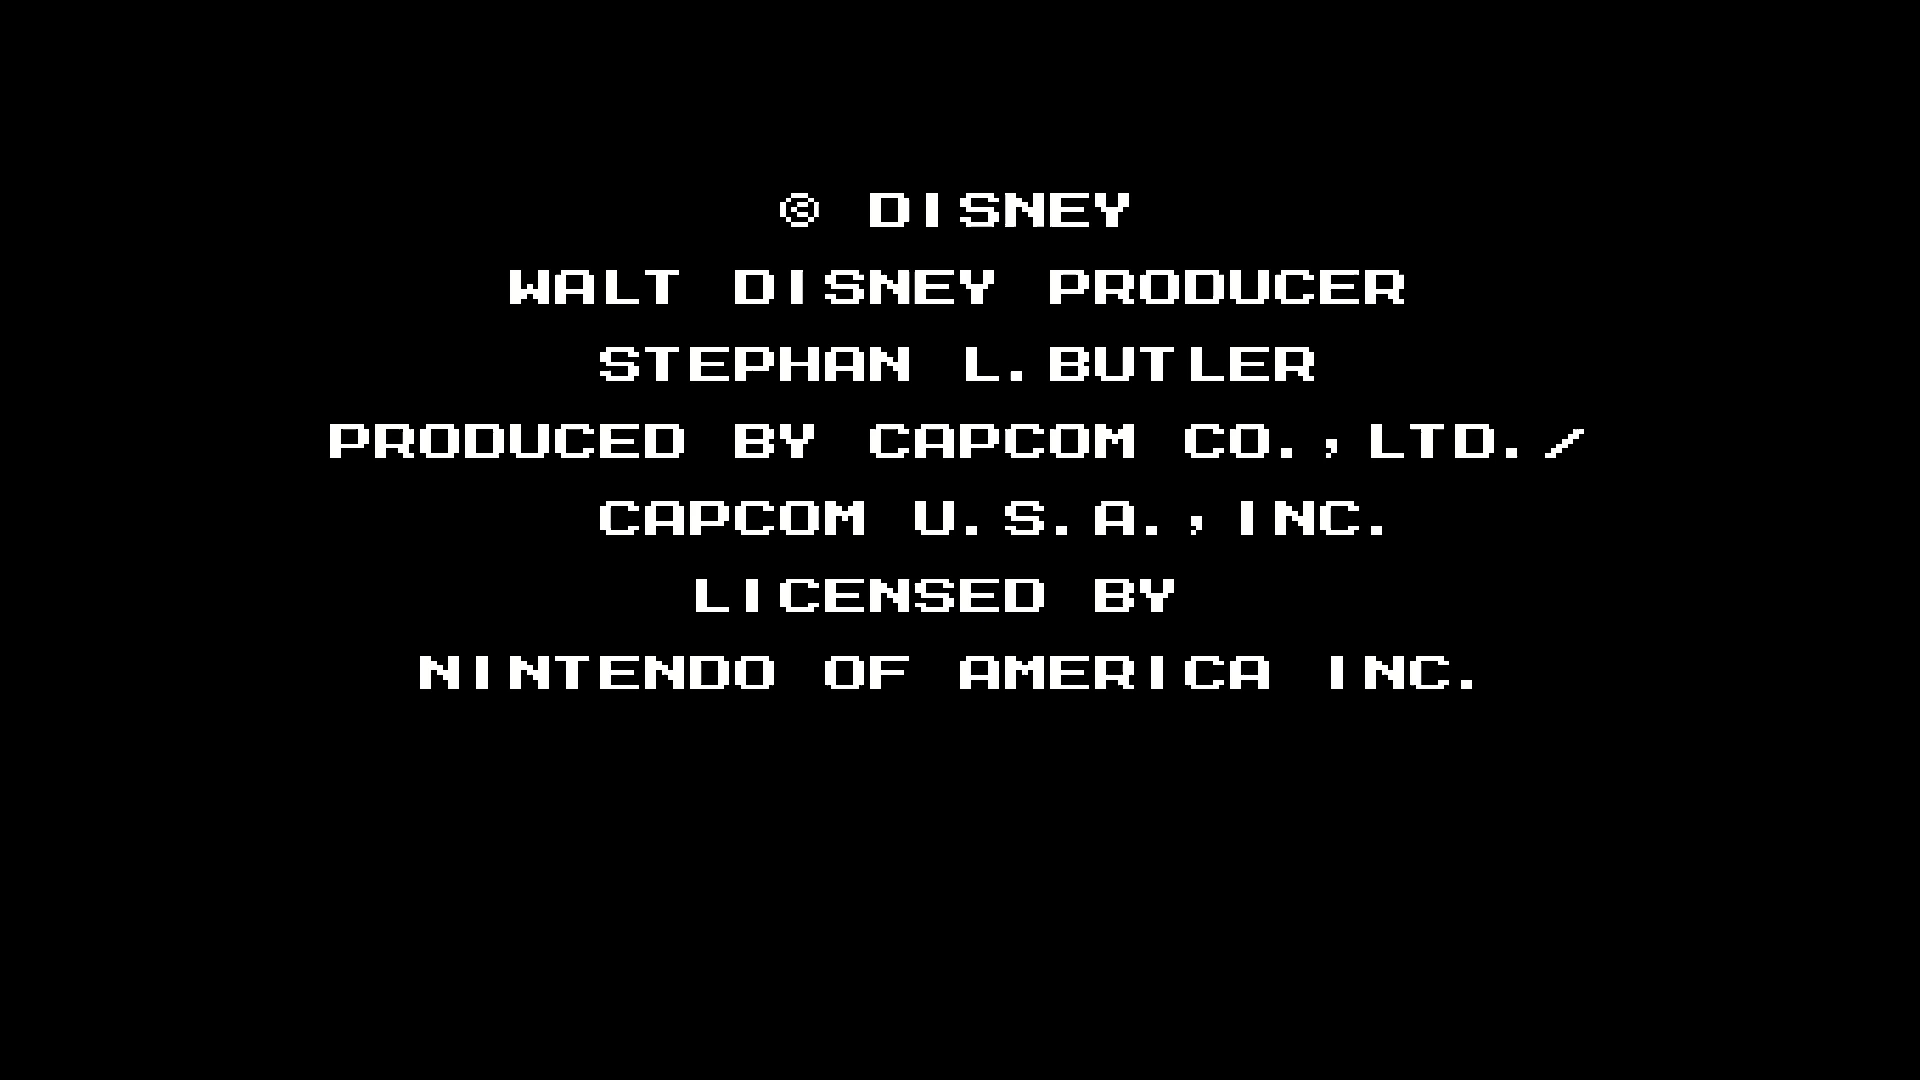 © DISNEY
WALT DISNEY PRODUCER
STEPHAN L.BUTLER
PRODUCED BY CAPCOM CO.,LTD./
CAPCOM U.S.A.,INC.
LICENSED BY
NINTENDO OF AMERICA INC.